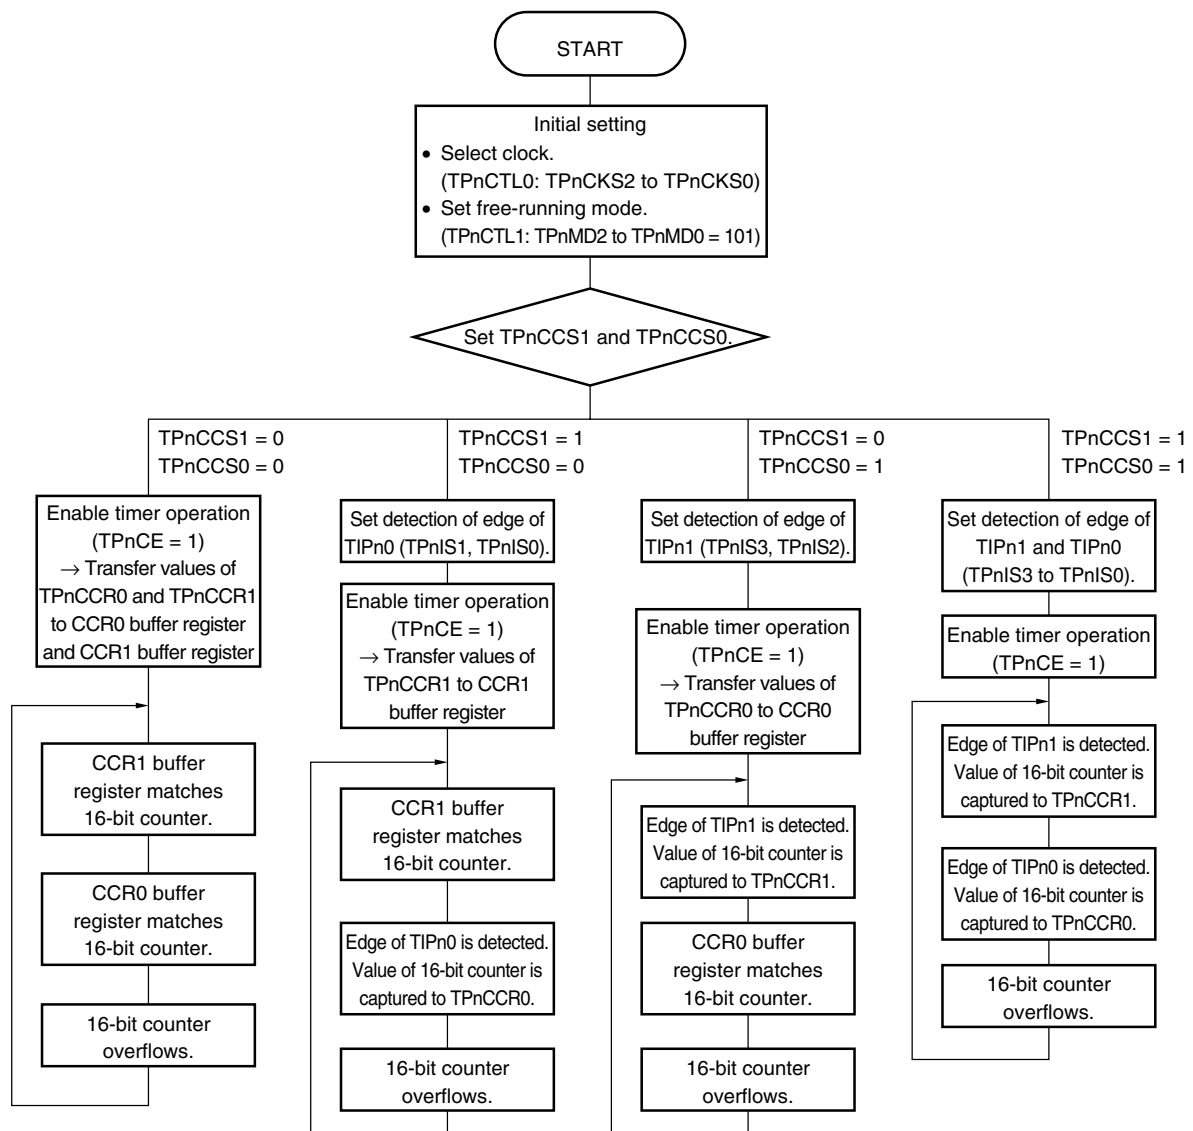 START
Initial setting
• Select clock.
(TPnCTL0: TPnCKS2 to TPnCKS0)
• Set free-running mode.
(TPnCTL1: TPnMD2 to TPnMD0 = 101)
Set TPnCCS1 and TPnCCS0.
TPnCCS1 = 0
TPnCCS0 = 0
TPnCCS1 = 1
TPnCCS0 = 0
TPnCCS1 = 0
TPnCCS0 = 1
TPnCCS1 = 1
TPnCCS0 = 1
Enable timer operation
(TPnCE = 1)
→ Transfer values of
TPnCCR0 and TPnCCR1
to CCR0 buffer register
and CCR1 buffer register
CCR1 buffer
register matches
16-bit counter.
CCR0 buffer
register matches
16-bit counter.
16-bit counter
overflows.
Set detection of edge of
TIPn0 (TPnIS1, TPnIS0).
Enable timer operation
(TPnCE = 1)
→ Transfer values of
TPnCCR1 to CCR1
buffer register
CCR1 buffer
register matches
16-bit counter.
Edge of TIPn0 is detected.
Value of 16-bit counter is
captured to TPnCCR0.
16-bit counter
overflows.
Set detection of edge of
TIPn1 (TPnIS3, TPnIS2).
Enable timer operation
(TPnCE = 1)
→ Transfer values of
TPnCCR0 to CCR0
buffer register
Edge of TIPn1 is detected.
Value of 16-bit counter is
captured to TPnCCR1.
CCR0 buffer
register matches
16-bit counter.
16-bit counter
overflows.
Set detection of edge of
TIPn1 and TIPn0
(TPnIS3 to TPnIS0).
Enable timer operation
(TPnCE = 1)
Edge of TIPn1 is detected.
Value of 16-bit counter is
captured to TPnCCR1.
Edge of TIPn0 is detected.
Value of 16-bit counter is
captured to TPnCCR0.
16-bit counter
overflows.